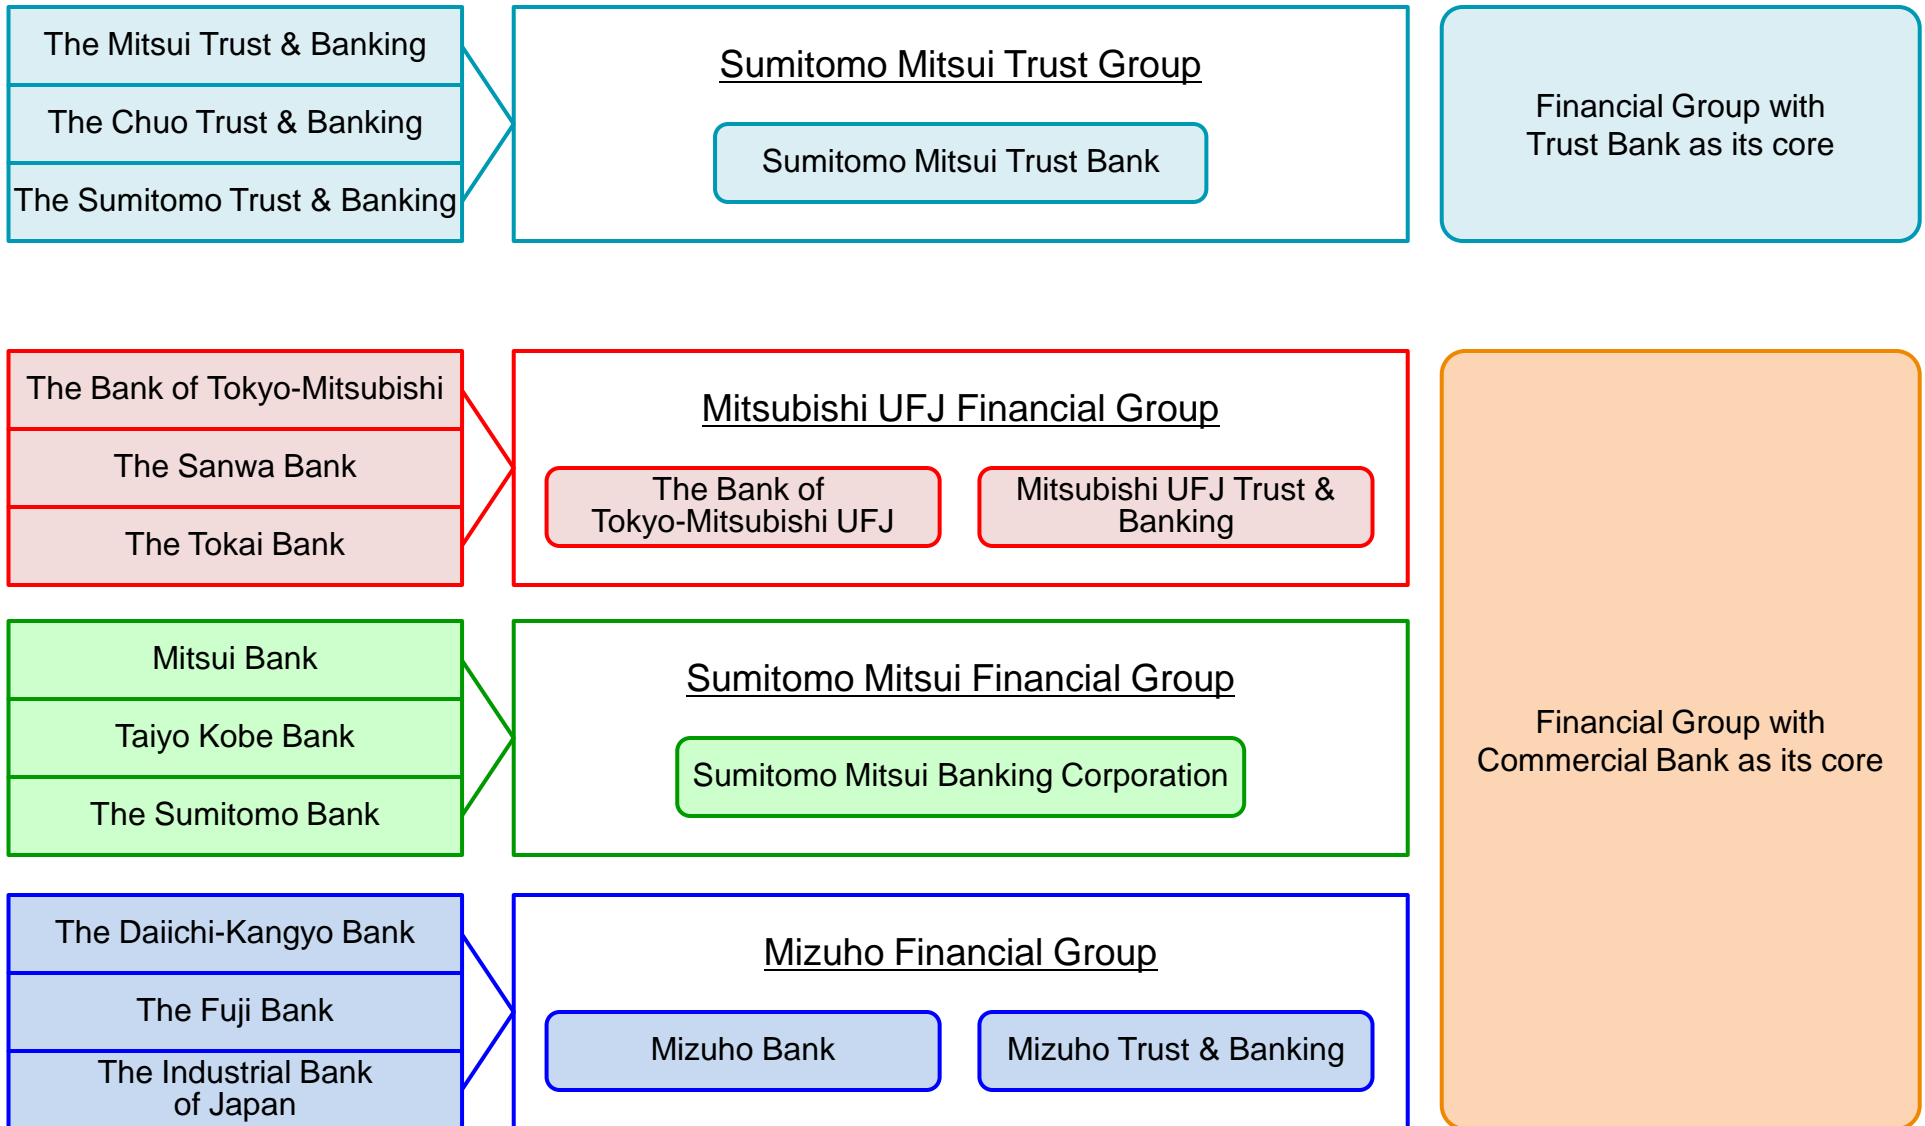 The Mitsui Trust & Banking
The Chuo Trust & Banking
The Sumitomo Trust & Banking
Sumitomo Mitsui Trust Group
Sumitomo Mitsui Trust Bank
Financial Group with
Trust Bank as its core
The Bank of Tokyo-Mitsubishi
The Sanwa Bank
The Tokai Bank
Mitsubishi UFJ Financial Group
The Bank of
Tokyo-Mitsubishi UFJ
Mitsubishi UFJ Trust &
Banking
Mitsui Bank
Taiyo Kobe Bank
The Sumitomo Bank
Sumitomo Mitsui Financial Group
Sumitomo Mitsui Banking Corporation
The Daiichi-Kangyo Bank
The Fuji Bank
The Industrial Bank
of Japan
Mizuho Financial Group
Mizuho Bank
Mizuho Trust & Banking
Financial Group with
Commercial Bank as its core